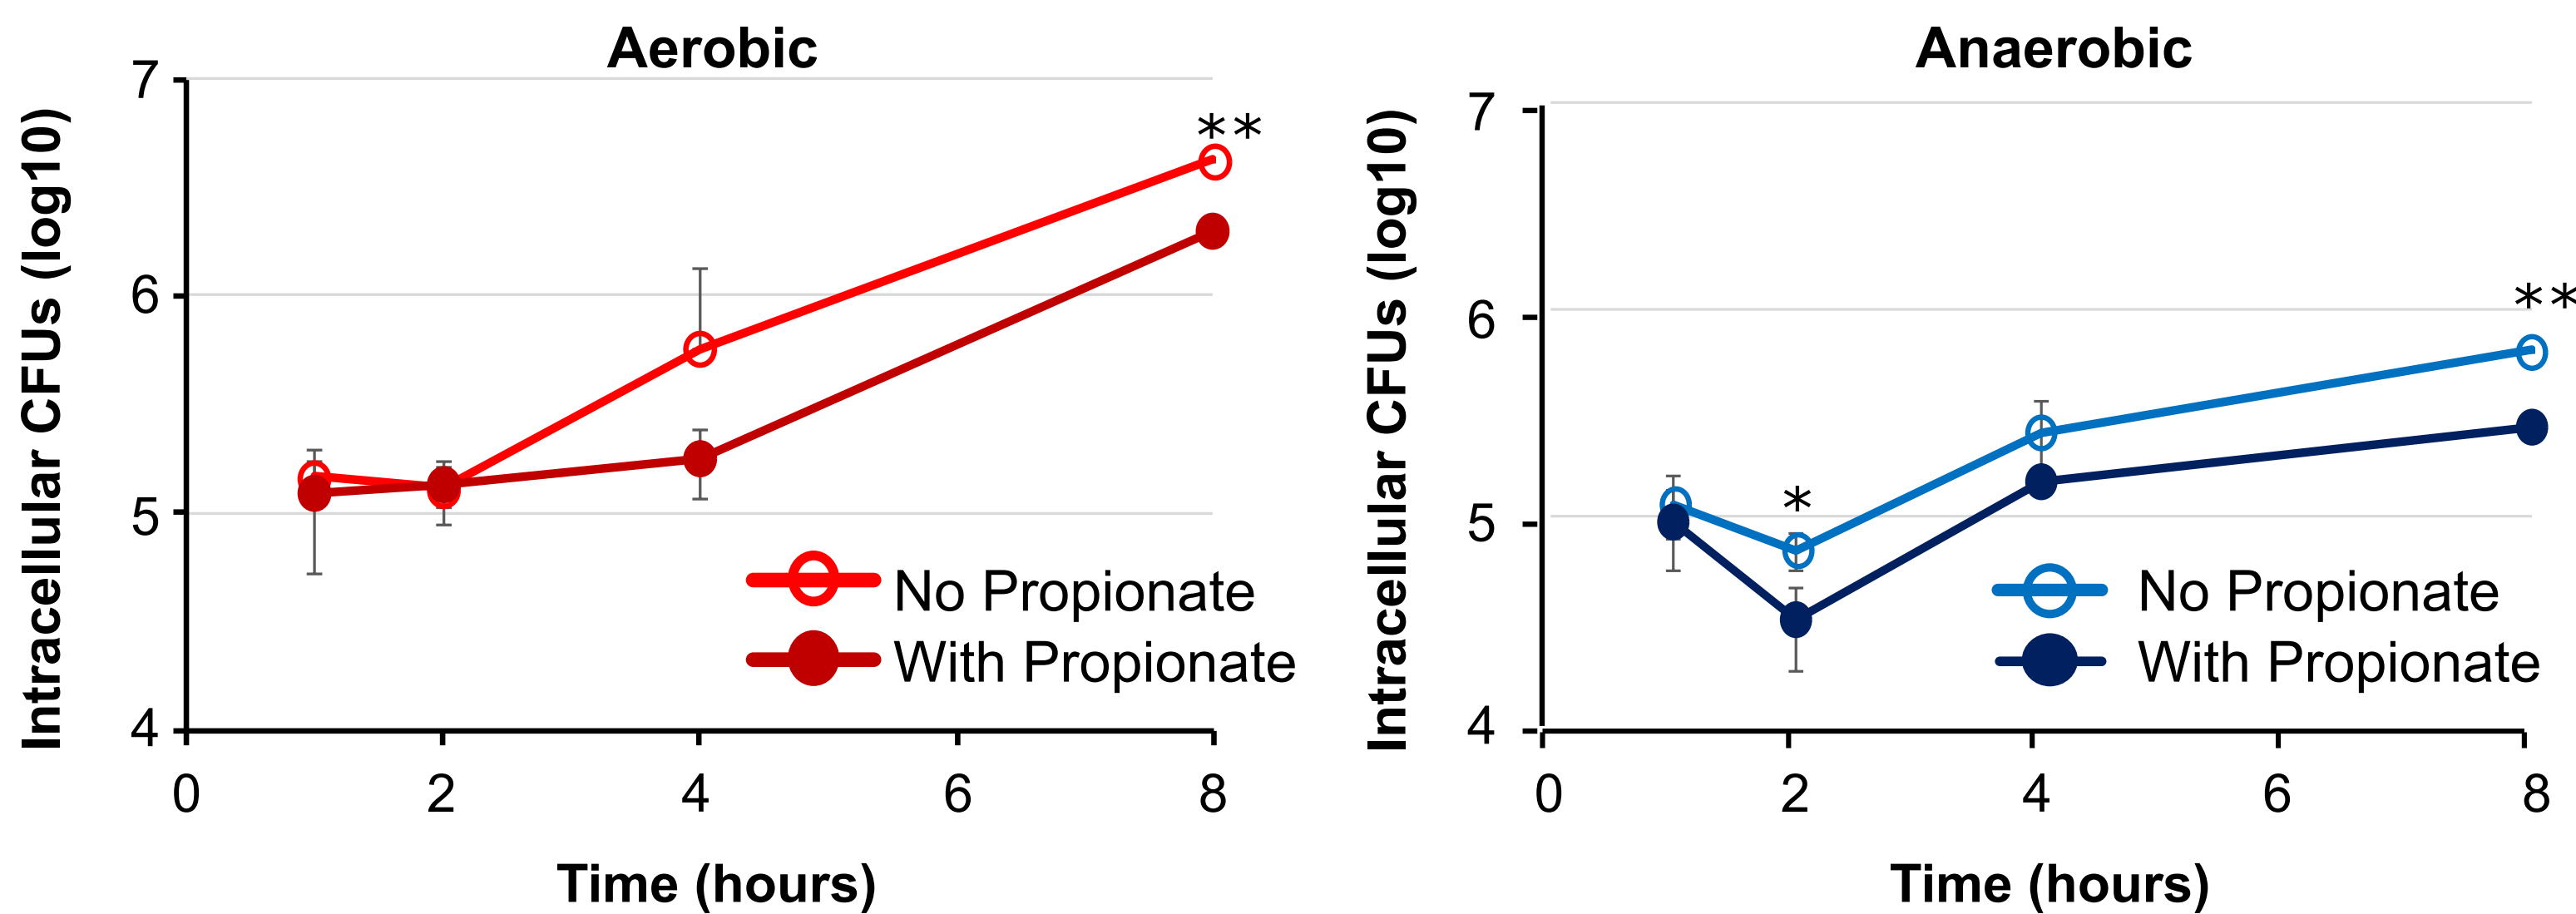 Aerobic
Intracellular CFUs (log10)
7
6
5
4
**
No Propionate
With Propionate
0 2 4 6 8
Time (hours)
Anaerobic
Intracellular CFUs (log10)
7
6
5
4
*
**
No Propionate
With Propionate
0 2 4 6 8
Time (hours)